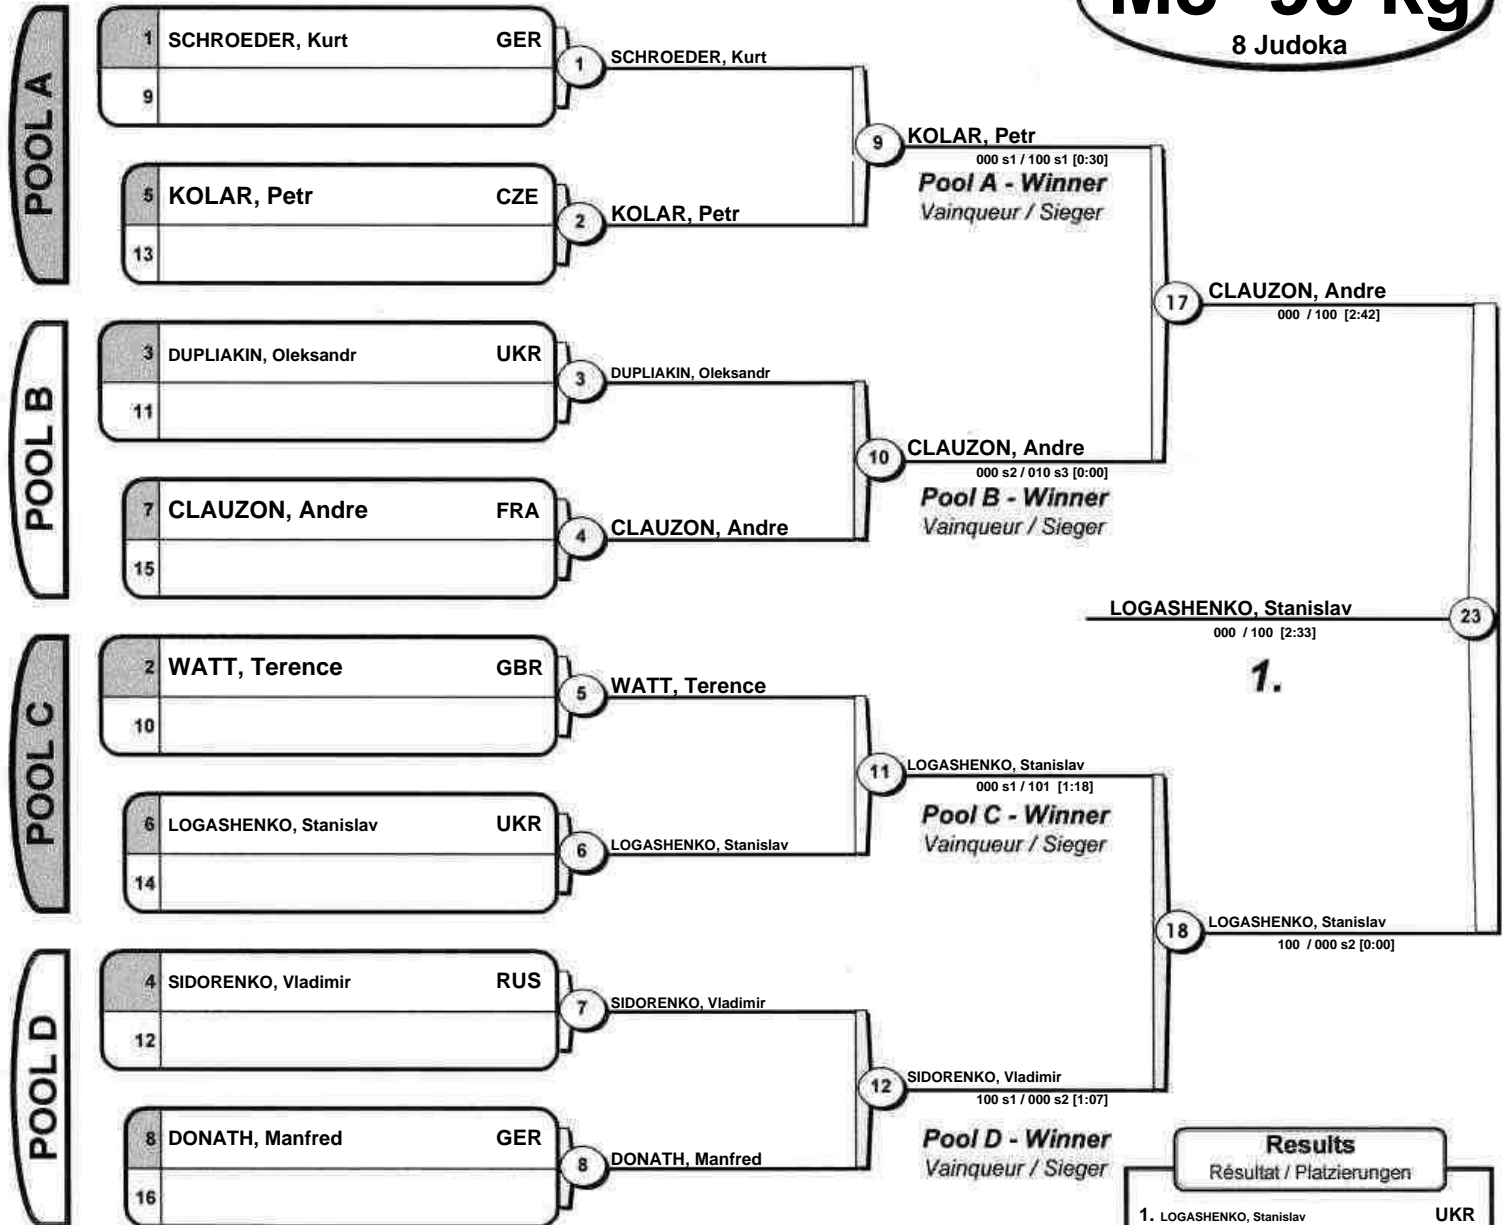 M8 -90 kg
8 Judoka
POOL A
1 SCHROEDER, Kurt GER
9
1
SCHROEDER, Kurt
5 KOLAR, Petr CZE
13
2
KOLAR, Petr
9
KOLAR, Petr
000 s1 / 100 s1 [0:30]
Pool A - Winner
Vainqueur / Sieger
POOL B
3 DUPLIAKIN, Oleksandr UKR
11
3
DUPLIAKIN, Oleksandr
7 CLAUZON, Andre FRA
15
4
CLAUZON, Andre
10
CLAUZON, Andre
000 s2 / 010 s3 [0:00]
Pool B - Winner
Vainqueur / Sieger
17
CLAUZON, Andre
000 / 100 [2:42]
LOGASHENKO, Stanislav
000 / 100 [2:33]
23
1.
POOL C
2 WATT, Terence GBR
10
5
WATT, Terence
6 LOGASHENKO, Stanislav UKR
14
6
LOGASHENKO, Stanislav
11
LOGASHENKO, Stanislav
000 s1 / 101 [1:18]
Pool C - Winner
Vainqueur / Sieger
18
LOGASHENKO, Stanislav
100 / 000 s2 [0:00]
POOL D
4 SIDORENKO, Vladimir RUS
12
7
SIDORENKO, Vladimir
8 DONATH, Manfred GER
16
8
DONATH, Manfred
12
SIDORENKO, Vladimir
100 s1 / 000 s2 [1:07]
Pool D - Winner
Vainqueur / Sieger
Results
Résultat / Platzierungen
1. LOGASHENKO, Stanislav UKR